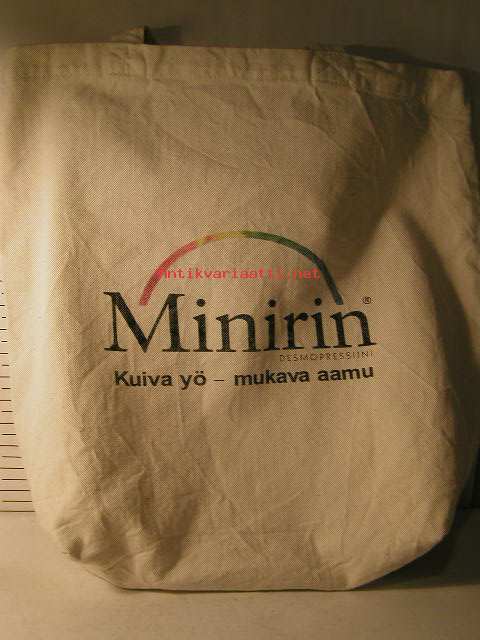 Antikvariaatti.net
Minirin®
DESMOPRESSIINI
Kuiva yö – mukava aamu